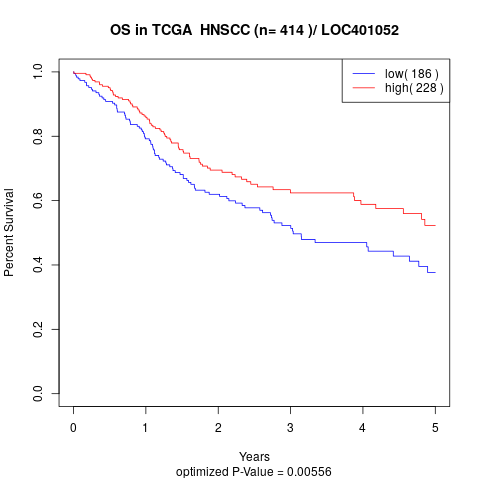 OS in TCGA HNSCC (n= 414 )/ LOC401052
low( 186 )
high( 228 )
Percent Survival
1.0
0.8
0.6
0.4
0.2
0.0
0 1 2 3 4 5
Years
optimized P-Value = 0.00556